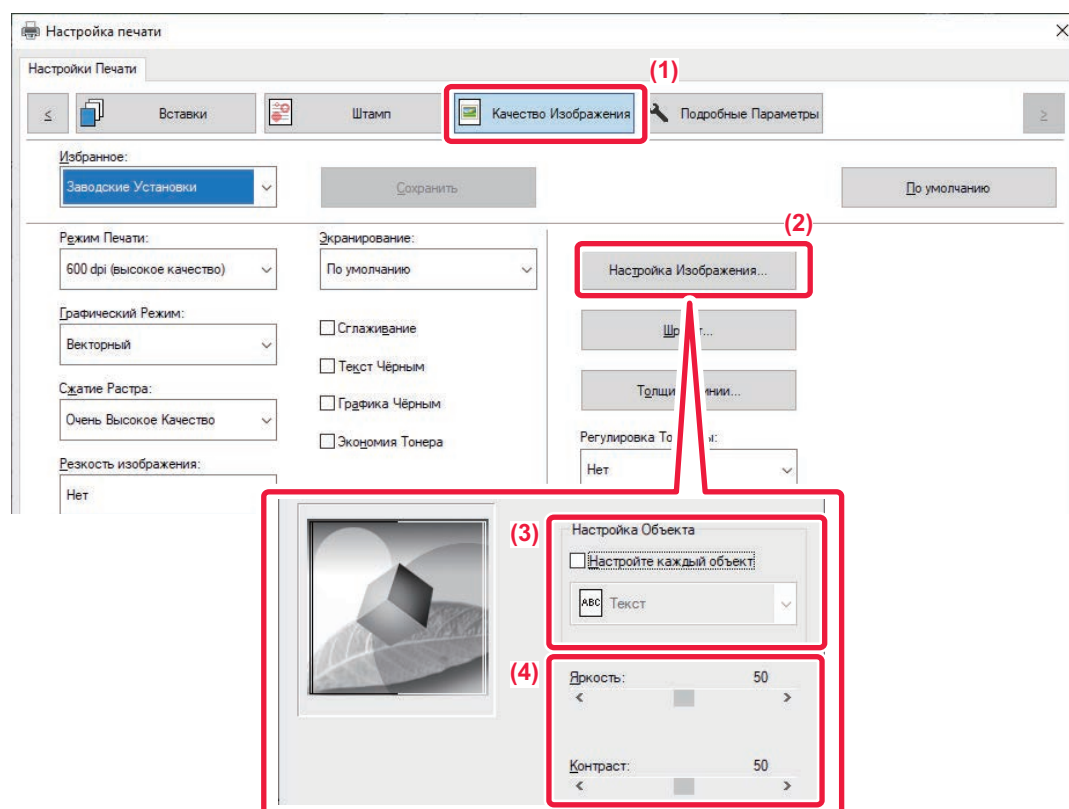 Настройка печати
Настройки Печати
(1)
<
Вставки
Штамп
Качество Изображения
Подробные Параметры
>
Избранное:
Заводские Установки
Сохранить
По умолчанию
(2)
Режим Печати:
600 dpi (высокое качество)
Экранирование:
По умолчанию
Настройка Изображения...
Графический Режим:
Векторный
Сглаживание
Текст Чёрным
Графика Чёрным
Экономия Тонера
Сжатие Растра:
Очень Высокое Качество
Резкость изображения:
Нет
Регулировка
Нет
(3)
Настройка Объекта
Настройте каждый объект
ABC Текст
(4)
Яркость: 50
< >
Контраст: 50
< >